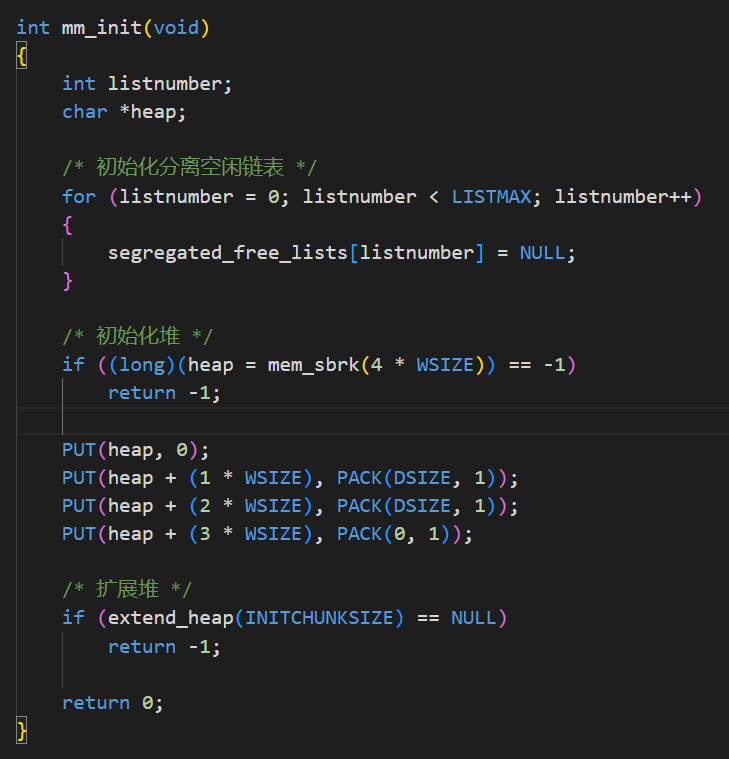 int mm_init(void)
{
    int listnumber;
    char *heap;
    /* 初始化分离空闲链表 */
    for (listnumber = 0; listnumber < LISTMAX; listnumber++)
    {
        segregated_free_lists[listnumber] = NULL;
    }
    /* 初始化堆 */
    if ((long)(heap = mem_sbrk(4 * WSIZE)) == -1)
        return -1;
    PUT(heap, 0);
    PUT(heap + (1 * WSIZE), PACK(DSIZE, 1));
    PUT(heap + (2 * WSIZE), PACK(DSIZE, 1));
    PUT(heap + (3 * WSIZE), PACK(0, 1));
    /* 扩展堆 */
    if (extend_heap(INITCHUNKSIZE) == NULL)
        return -1;
    return 0;
}